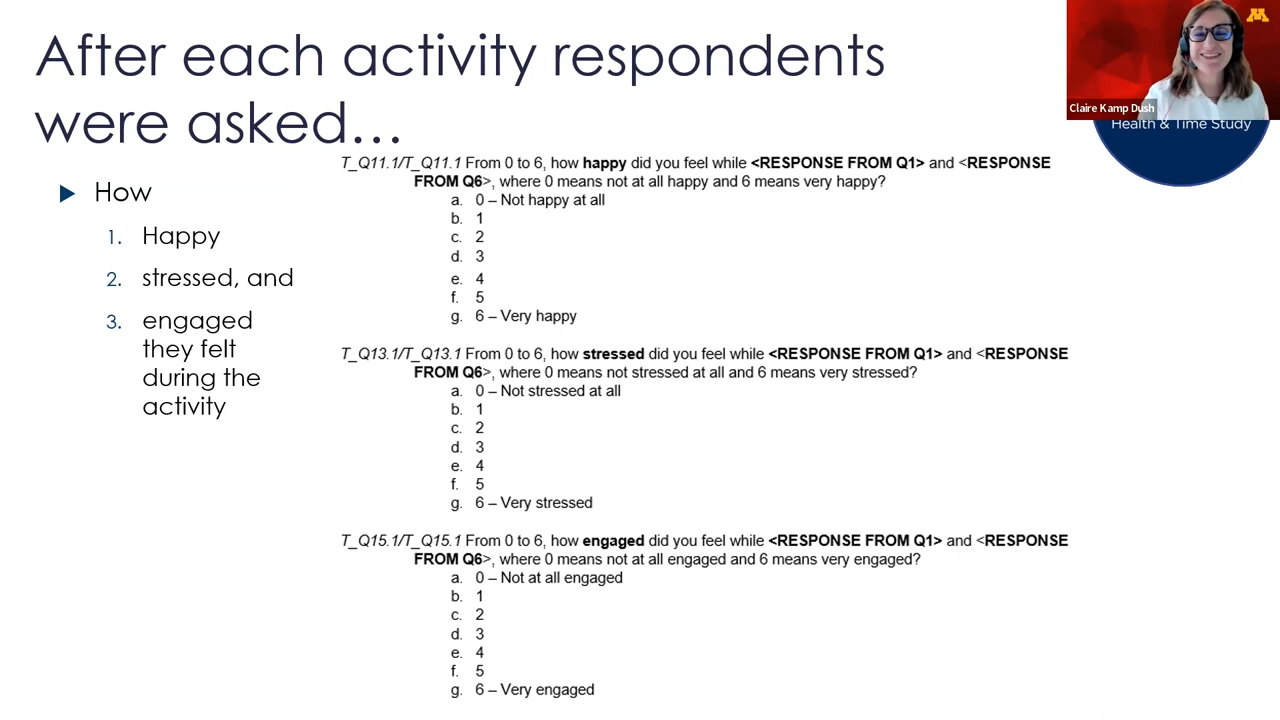 After each activity respondents
were asked...
Claire Kamp Dush
Health & Time Study
How
1. Happy
2. stressed, and
3. engaged
they felt
during the
activity
T_Q11.1/T_Q11.1 From 0 to 6, how happy did you feel while <RESPONSE FROM Q1> and <RESPONSE
FROM Q6>, where 0 means not at all happy and 6 means very happy?
a. 0 – Not happy at all
b. 1
c. 2
d. 3
e. 4
f. 5
g. 6 – Very happy
T_Q13.1/T_Q13.1 From 0 to 6, how stressed did you feel while <RESPONSE FROM Q1> and <RESPONSE
FROM Q6>, where 0 means not stressed at all and 6 means very stressed?
a. 0 – Not stressed at all
b. 1
c. 2
d. 3
e. 4
f. 5
g. 6 – Very stressed
T_Q15.1/T_Q15.1 From 0 to 6, how engaged did you feel while <RESPONSE FROM Q1> and <RESPONSE
FROM Q6>, where 0 means not at all engaged and 6 means very engaged?
a. 0 – Not at all engaged
b. 1
c. 2
d. 3
e. 4
f. 5
g. 6 – Very engaged